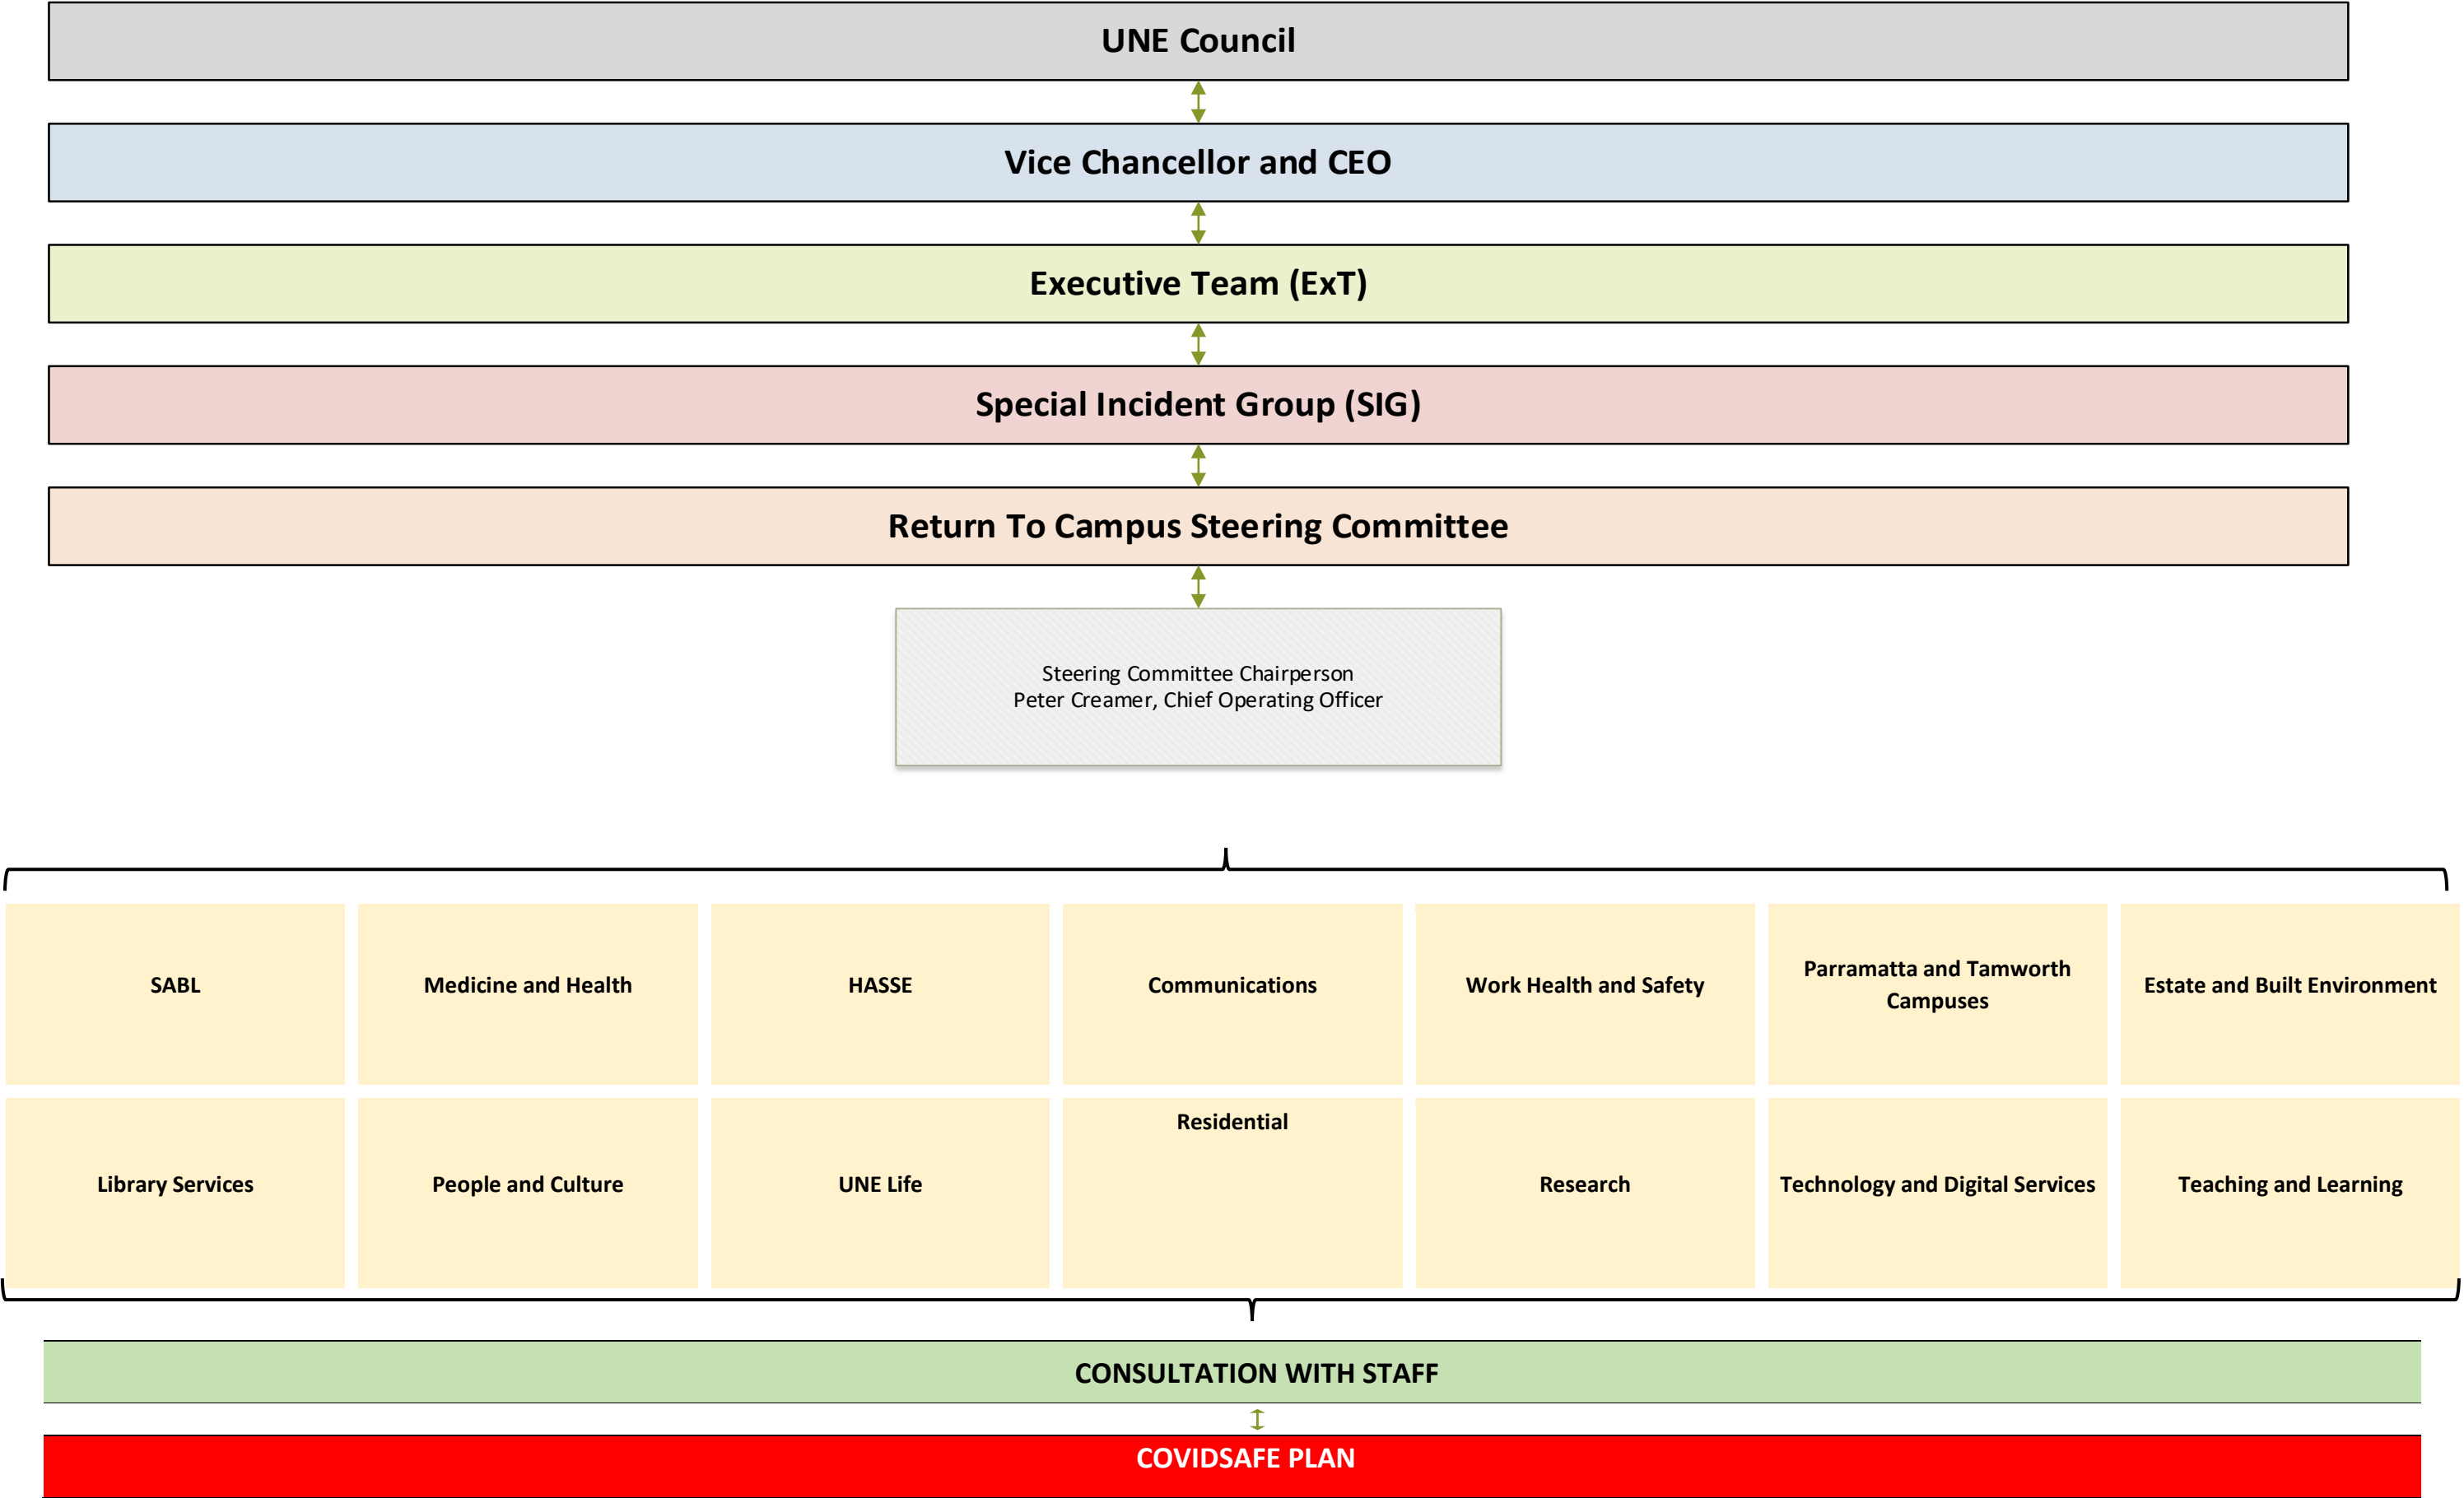 UNE Council
Vice Chancellor and CEO
Executive Team (ExT)
Special Incident Group (SIG)
Return To Campus Steering Committee
Steering Committee Chairperson
Peter Creamer, Chief Operating Officer
SABL
Medicine and Health
HASSE
Communications
Work Health and Safety
Parramatta and Tamworth
Campuses
Estate and Built Environment
Library Services
People and Culture
UNE Life
Residential
Research
Technology and Digital Services
Teaching and Learning
CONSULTATION WITH STAFF
COVIDSAFE PLAN